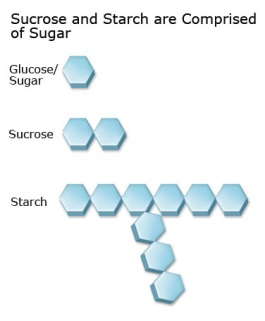 Sucrose and Starch are Comprised
of Sugar
Glucose/
Sugar
Sucrose
Starch